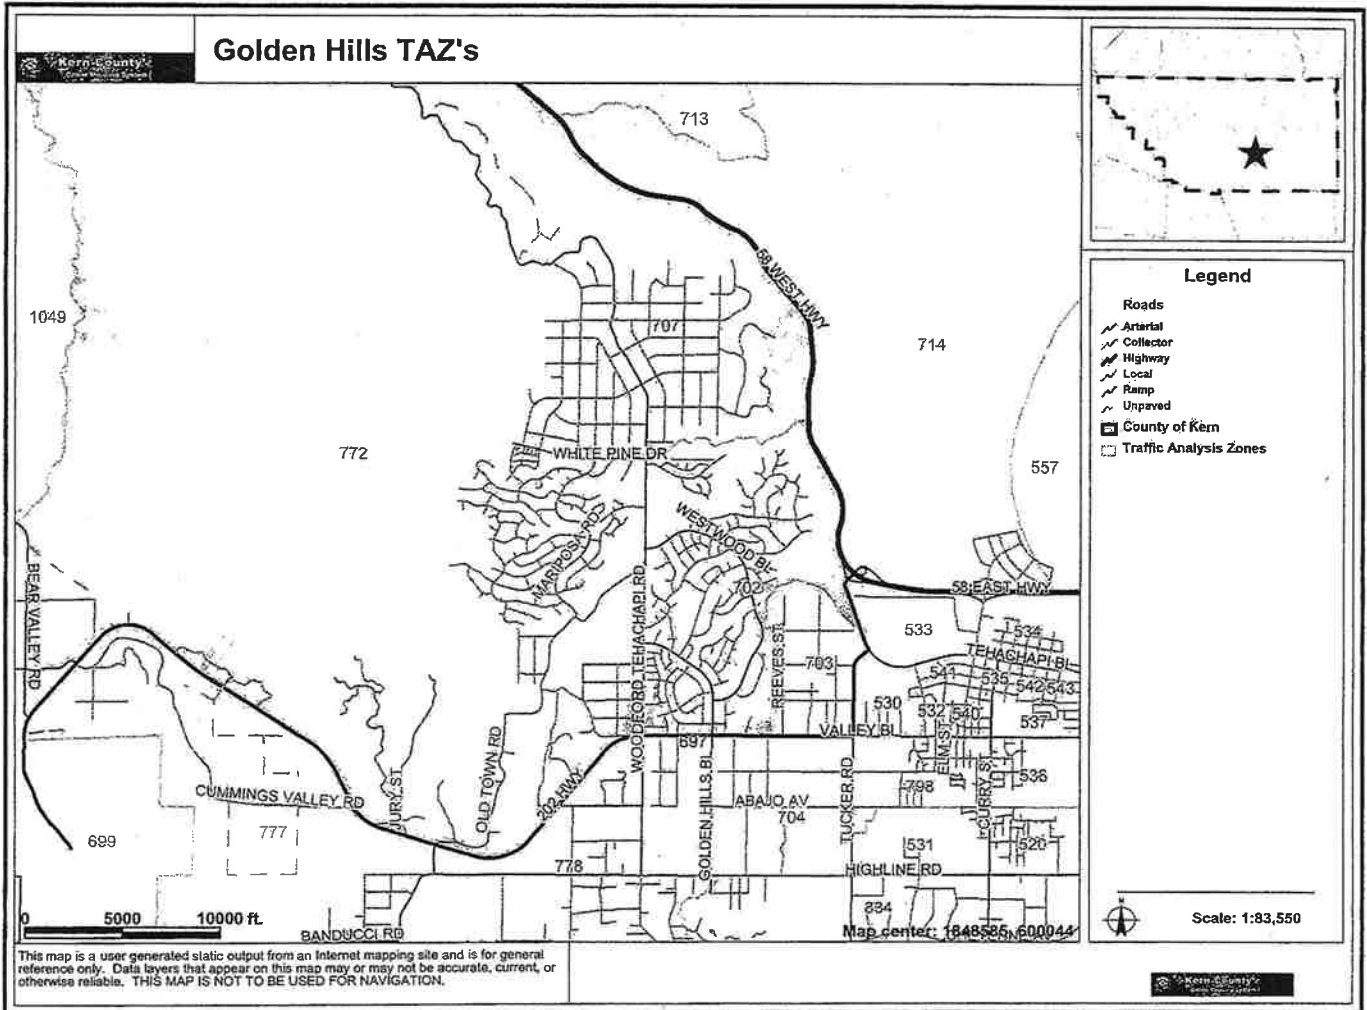 Golden Hills TAZ's
Kern County
713
58 WEST HWY
1049
707
714
772
WHITE PINE DR
557
MARIPOSA RD
WESTWOOD BL
BEAR VALLEY RD
WOODFORD TEHACHAPI RD
702
58 EAST HWY
533
534
TEHACHAPI BL
REEVES ST
703
541
535
542
543
530
532
540
537
VALLEY BL
697
ELM ST
OLD TOWN RD
202 HWY
JURY ST
CUMMINGS VALLEY RD
GOLDEN HILLS BL
TUCKER RD
CURRY ST
536
798
ABAJO AV
704
699
777
531
520
778
HIGHLINE RD
334
0 5000 10000 ft.
BANDUCCI RD
Map center: 1848585, 600044
Legend
Roads
Arterial
Collector
Highway
Local
Ramp
Unpaved
County of Kern
Traffic Analysis Zones
N
Scale: 1:83,550
This map is a user generated static output from an Internet mapping site and is for general
reference only. Data layers that appear on this map may or may not be accurate, current, or
otherwise reliable. THIS MAP IS NOT TO BE USED FOR NAVIGATION.
Kern County